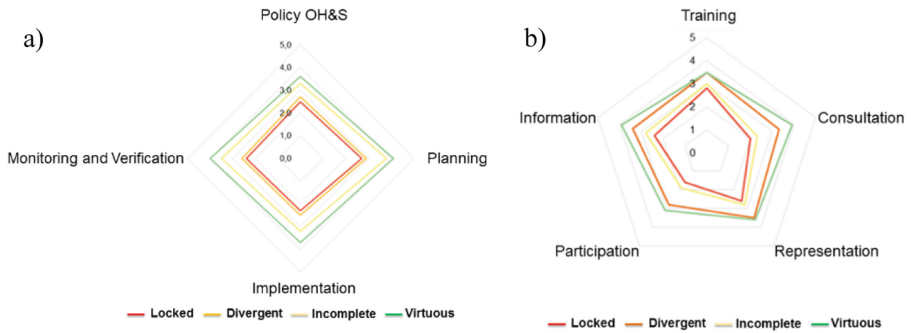 a)
Policy OH&S
5,0
4,0
3,0
2,0
1,0
0,0
Monitoring and Verification
Planning
Implementation
Locked Divergent Incomplete Virtuous
b)
Training
5
4
3
2
1
0
Information
Consultation
Participation
Representation
Locked Divergent Incomplete Virtuous